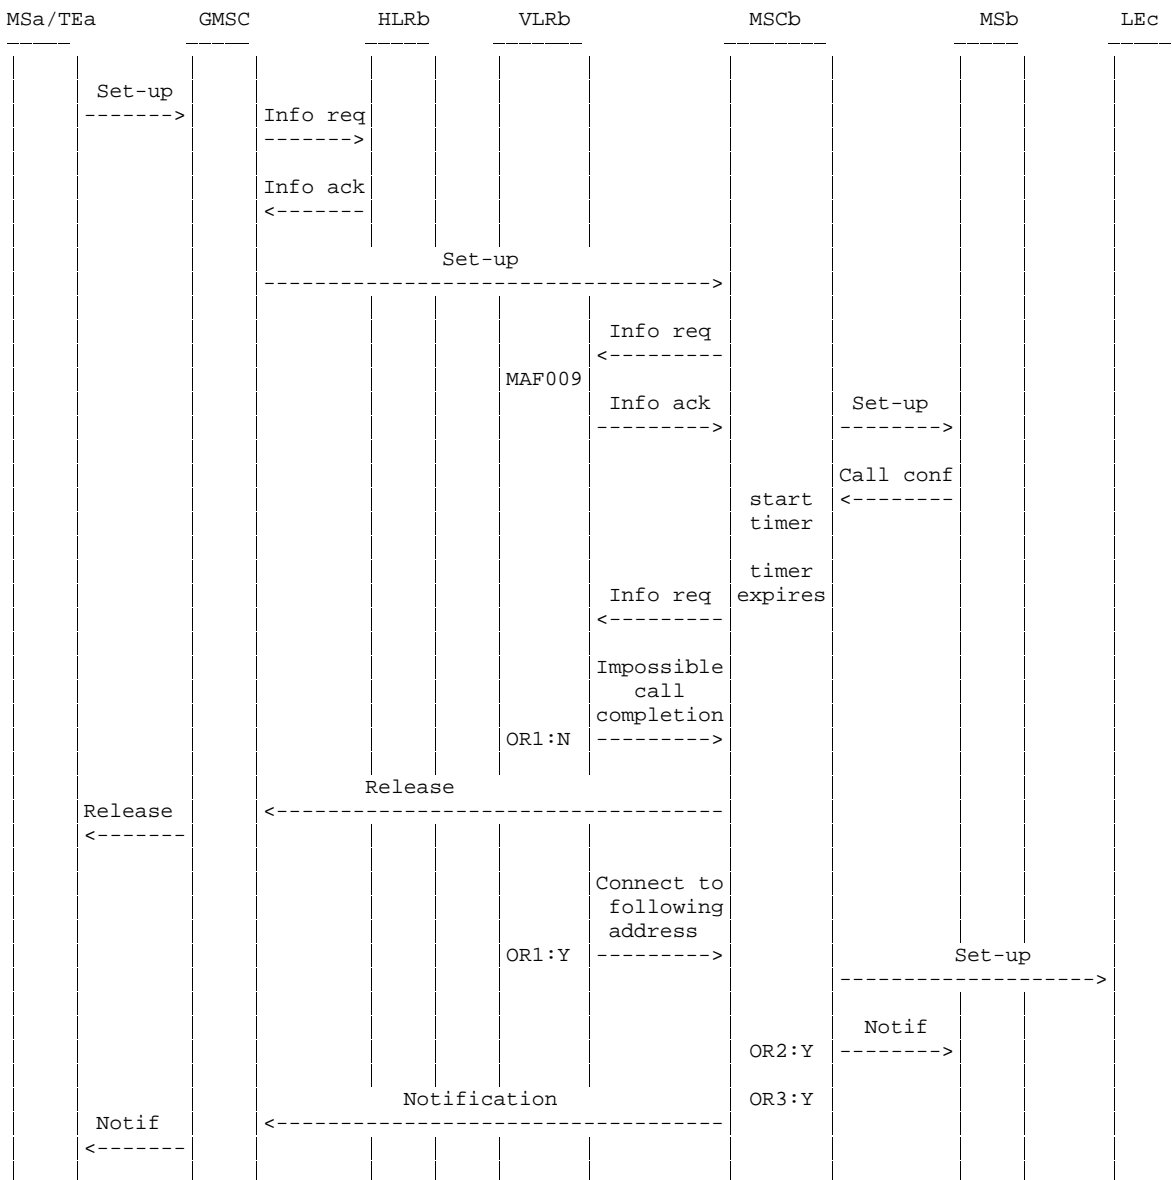 MSa/TEa GMSC HLRb VLRb MSCb MSb LEc
Set-up
------->
Info req
------->
Info ack
<-------
Set-up
----------------------------------->
Info req
<---------
MAF009
Info ack Set-up
---------> -------->
Call conf
start <--------
timer
timer
Info req expires
<---------
Impossible
call
completion
OR1:N --------->
Release
Release <-----------------------------------
<-------
Connect to
following
address
OR1:Y ---------> Set-up
-------------------->
Notif
OR2:Y -------->
Notification OR3:Y
Notif <-----------------------------------
<-------